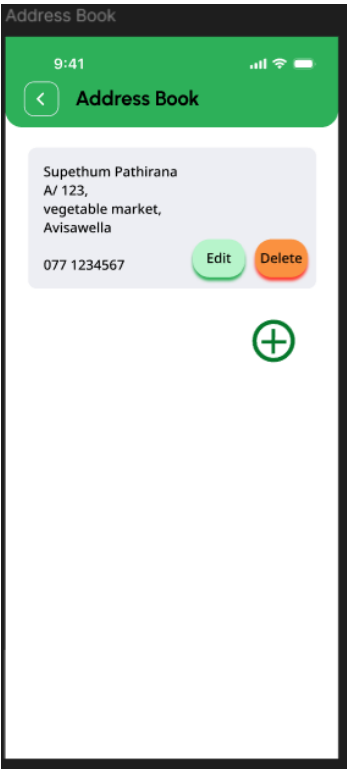 Address Book
9:41
Address Book
Supethum Pathirana
A/ 123,
vegetable market,
Avisawella
077 1234567
Edit
Delete